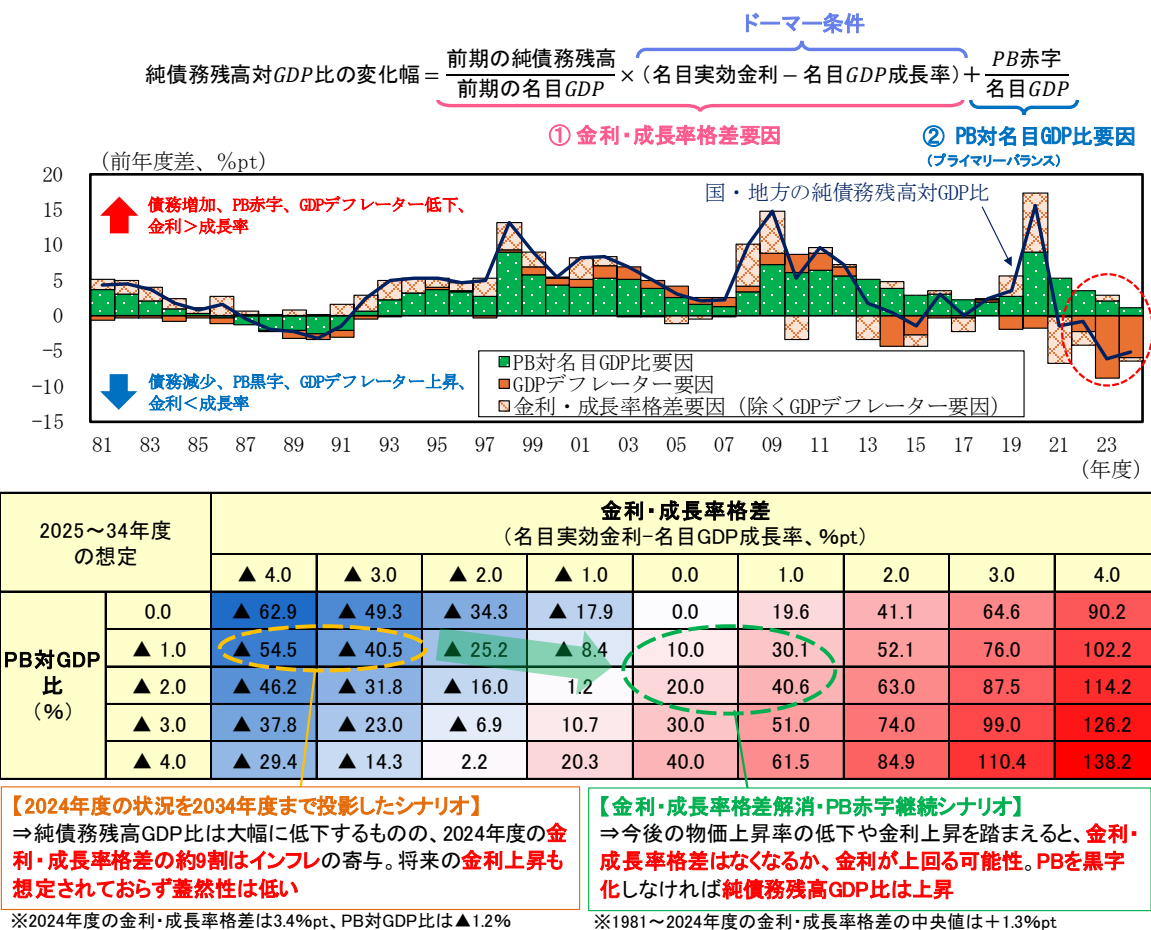 ドーマー条件
純債務残高対GDP比の変化幅 = 前期の純債務残高/前期の名目GDP × (名目実効金利 − 名目GDP成長率) + PB赤字/名目GDP
① 金利・成長率格差要因
② PB対名目GDP比要因
(プライマリーバランス)
(前年度差、%pt)
20
15
10
5
0
−5
−10
−15
債務増加、PB赤字、GDPデフレーター低下、
金利>成長率
国・地方の純債務残高対GDP比
債務減少、PB黒字、GDPデフレーター上昇、
金利<成長率
PB対名目GDP比要因
GDPデフレーター要因
金利・成長率格差要因(除くGDPデフレーター要因)
81 83 85 87 89 91 93 95 97 99 01 03 05 07 09 11 13 15 17 19 21 23
(年度)
2025~34年度
の想定
金利・成長率格差
(名目実効金利−名目GDP成長率、%pt)
▲ 4.0 ▲ 3.0 ▲ 2.0 ▲ 1.0 0.0 1.0 2.0 3.0 4.0
PB対GDP
比
(%)
0.0 ▲ 62.9 ▲ 49.3 ▲ 34.3 ▲ 17.9 0.0 19.6 41.1 64.6 90.2
▲ 1.0 ▲ 54.5 ▲ 40.5 ▲ 25.2 ▲ 8.4 10.0 30.1 52.1 76.0 102.2
▲ 2.0 ▲ 46.2 ▲ 31.8 ▲ 16.0 1.2 20.0 40.6 63.0 87.5 114.2
▲ 3.0 ▲ 37.8 ▲ 23.0 ▲ 6.9 10.7 30.0 51.0 74.0 99.0 126.2
▲ 4.0 ▲ 29.4 ▲ 14.3 2.2 20.3 40.0 61.5 84.9 110.4 138.2
【2024年度の状況を2034年度まで投影したシナリオ】
⇒純債務残高GDP比は大幅に低下するものの、2024年度の金
利・成長率格差の約9割はインフレの寄与。将来の金利上昇も
想定されておらず蓋然性は低い
※2024年度の金利・成長率格差は3.4%pt、PB対GDP比は▲1.2%
【金利・成長率格差解消・PB赤字継続シナリオ】
⇒今後の物価上昇率の低下や金利上昇を踏まえると、金利・
成長率格差はなくなるか、金利が上回る可能性。PBを黒字
化しなければ純債務残高GDP比は上昇
※1981~2024年度の金利・成長率格差の中央値は+1.3%pt